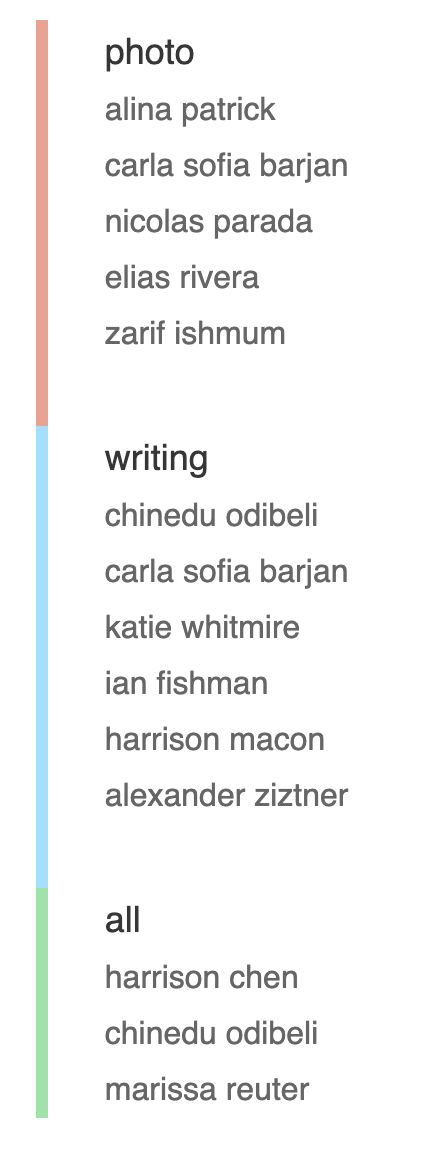 photo
alina patrick
carla sofia barjan
nicolas parada
elias rivera
zarif ishmum
writing
chinedu odibeli
carla sofia barjan
katie whitmire
ian fishman
harrison macon
alexander ziztner
all
harrison chen
chinedu odibeli
marissa reuter